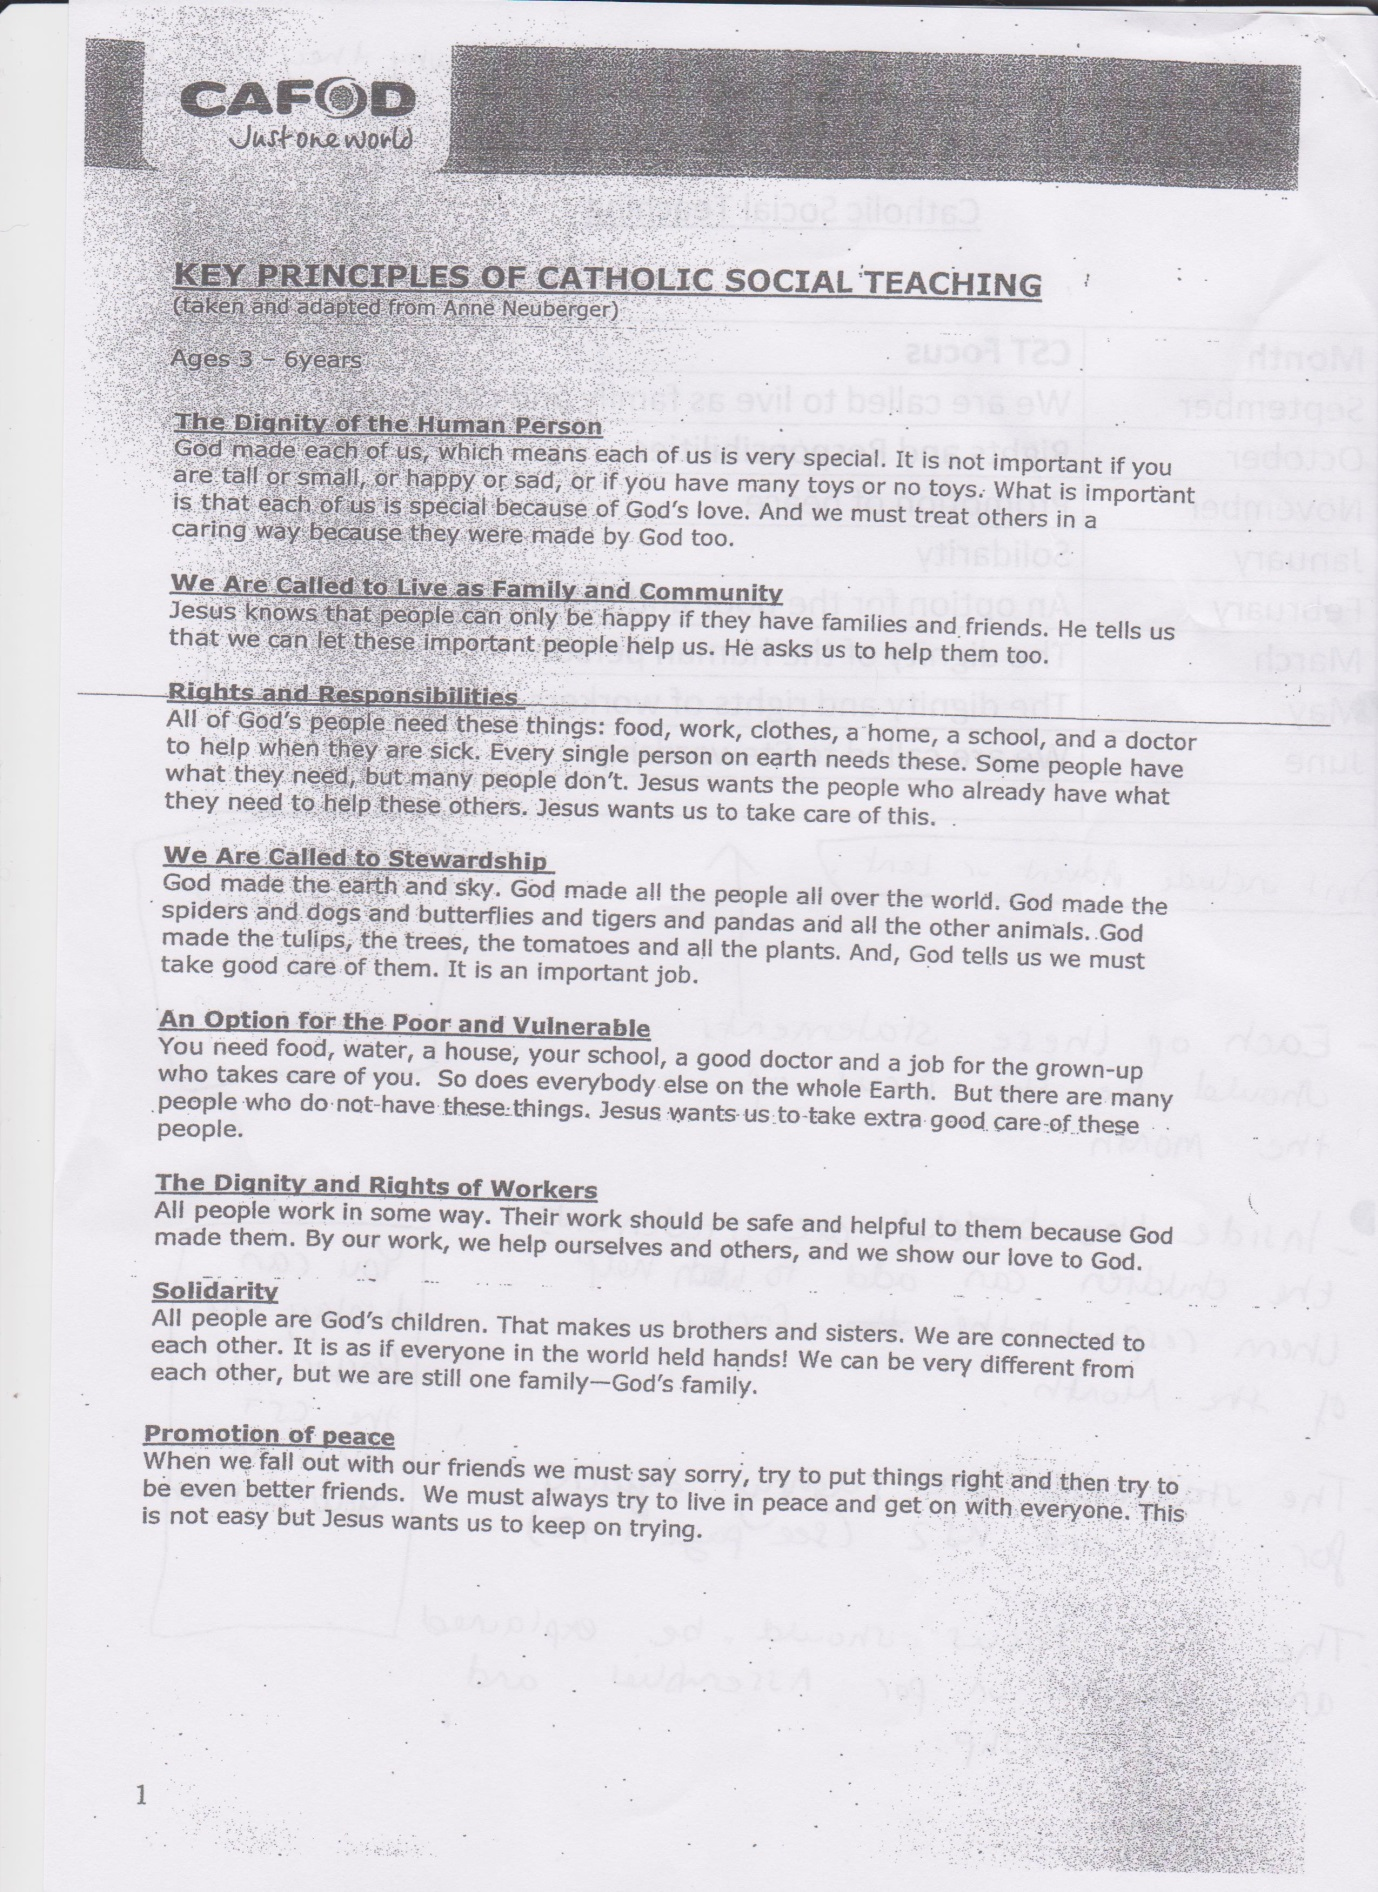 CAFOD
Just one world
KEY PRINCIPLES OF CATHOLIC SOCIAL TEACHING
(taken and adapted from Anne Neuberger)
Ages 3 – 6years
The Dignity of the Human Person
God made each of us, which means each of us is very special. It is not important if you
are tall or small, or happy or sad, or if you have many toys or no toys. What is important
is that each of us is special because of God's love. And we must treat others in a
caring way because they were made by God too.
We Are Called to Live as Family and Community
Jesus knows that people can only be happy if they have families and friends. He tells us
that we can let these important people help us. He asks us to help them too.
Rights and Responsibilities
All of God's people need these things: food, work, clothes, a home, a school, and a doctor
to help when they are sick. Every single person on earth needs these. Some people have
what they need, but many people don't. Jesus wants the people who already have what
they need to help these others. Jesus wants us to take care of this.
We Are Called to Stewardship
God made the earth and sky. God made all the people all over the world. God made the
spiders and dogs and butterflies and tigers and pandas and all the other animals. God
made the tulips, the trees, the tomatoes and all the plants. And, God tells us we must
take good care of them. It is an important job.
An Option for the Poor and Vulnerable
You need food, water, a house, your school, a good doctor and a job for the grown-up
who takes care of you. So does everybody else on the whole Earth. But there are many
people who do not have these things. Jesus wants us to take extra good care of these
people.
The Dignity and Rights of Workers
All people work in some way. Their work should be safe and helpful to them because God
made them. By our work, we help ourselves and others, and we show our love to God.
Solidarity
All people are God's children. That makes us brothers and sisters. We are connected to
each other. It is as if everyone in the world held hands! We can be very different from
each other, but we are still one family—God's family.
Promotion of peace
When we fall out with our friends we must say sorry, try to put things right and then try to
be even better friends. We must always try to live in peace and get on with everyone. This
is not easy but Jesus wants us to keep on trying.
1